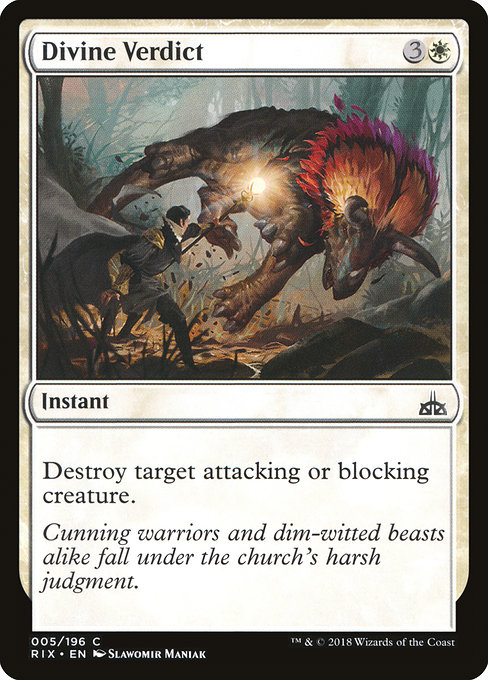 Divine Verdict 3
Instant
Destroy target attacking or blocking
creature.
Cunning warriors and dim-witted beasts
alike fall under the church's harsh
judgment.
005/196 C
™ & © 2018 Wizards of the Coast
RIX • EN Slawomir Maniak